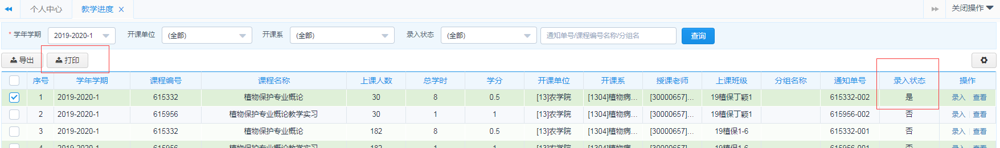 个人中心 教学进度 × 关闭操作
* 学年学期 2019-2020-1 开课单位 (全部) 开课系 (全部) 录入状态 (全部) 通知单号/课程编号名称/分组名 查询
导出 打印
序号 学年学期 课程编号 课程名称 上课人数 总学时 学分 开课单位 开课系 授课老师 上课班级 分组名称 通知单号 录入状态 操作
1 2019-2020-1 615332 植物保护专业概论 30 8 0.5 [13]农学院 [1304]植物病... [30000657]... 19植保丁颖1 615332-002 是 录入 查看
2 2019-2020-1 615956 植物保护专业概论教学实习 30 1 1 [13]农学院 [1304]植物病... [30000657]... 19植保丁颖1 615956-002 否 录入 查看
3 2019-2020-1 615332 植物保护专业概论 182 8 0.5 [13]农学院 [1304]植物病... [30000657]... 19植保1-6 615332-001 否 录入 查看
4 2019-2020-1 615956 植物保护专业概论教学实习 182 1 1 [13]农学院 [1304]植物病... [30000657]... 19植保1-6 615956-001 否 录入 查看